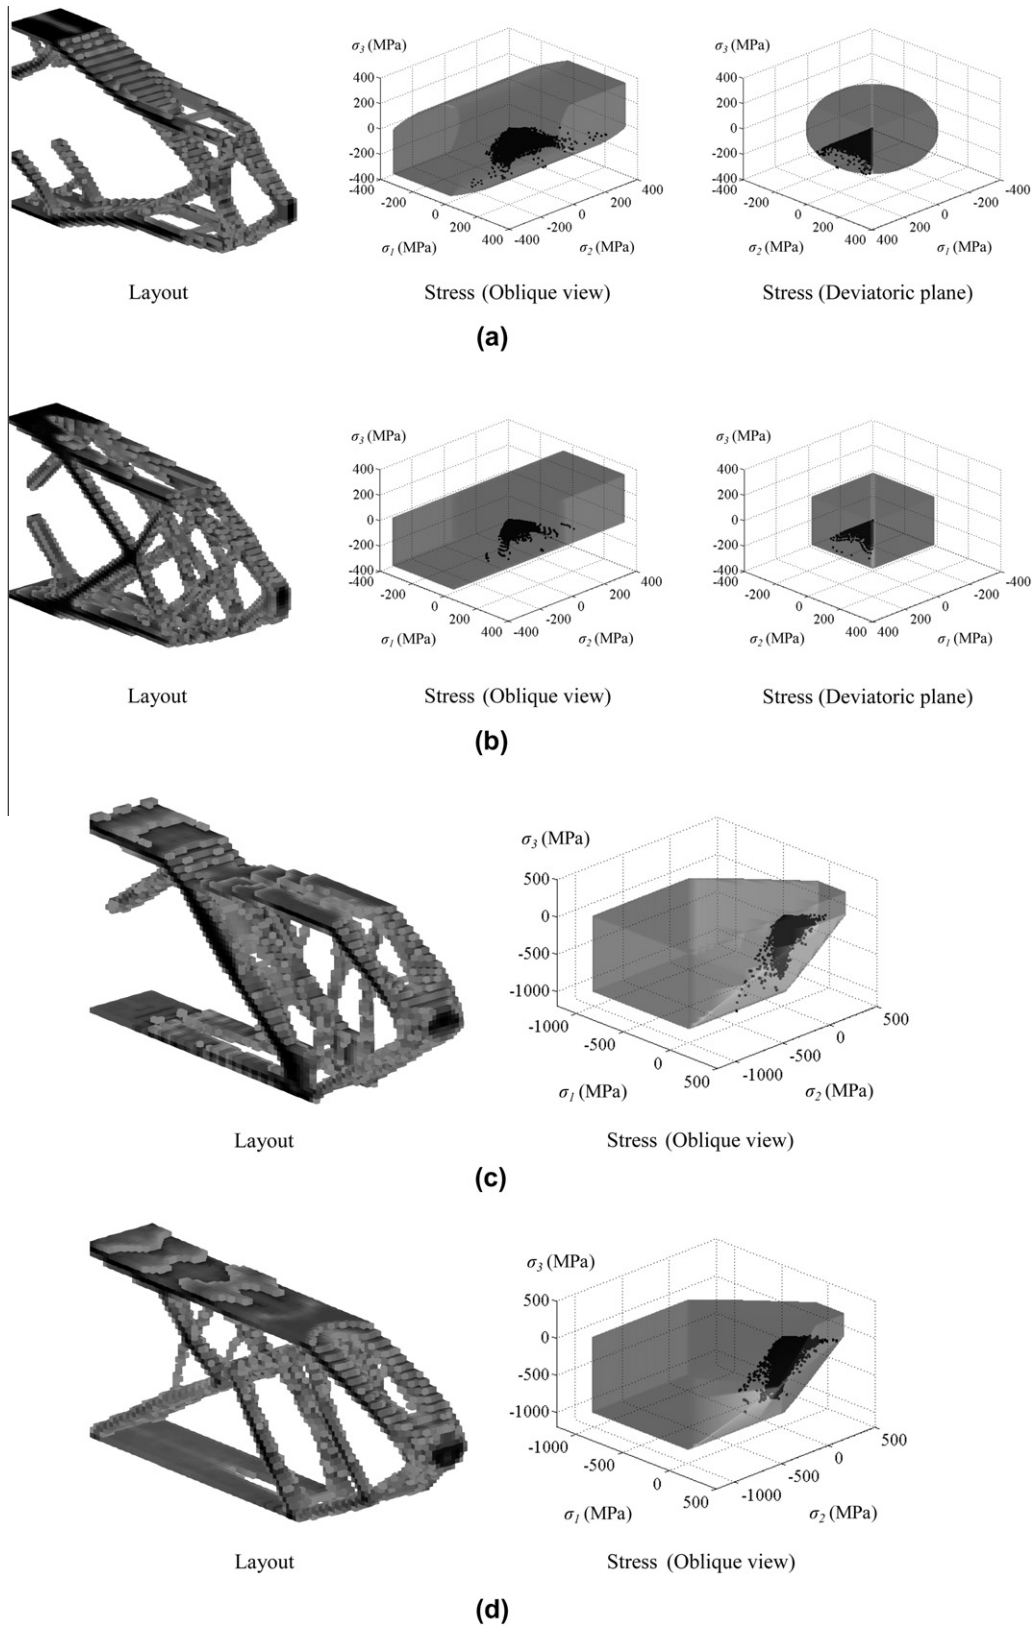 σ3 (MPa)
400
200
0
-200
-400
-400
-200
0
200
400
σ1 (MPa)
-400
-200
0
200
400
σ2 (MPa)
σ3 (MPa)
400
200
0
-200
-400
-400
-200
0
200
400
σ2 (MPa)
400
200
0
-200
-400
σ1 (MPa)
Layout
Stress (Oblique view)
Stress (Deviatoric plane)
(a)
σ3 (MPa)
400
200
0
-200
-400
-200
0
200
400
σ1 (MPa)
-400
-200
0
200
400
σ2 (MPa)
σ3 (MPa)
400
200
0
-200
-400
-200
0
200
400
σ2 (MPa)
400
200
0
-200
-400
σ1 (MPa)
Layout
Stress (Oblique view)
Stress (Deviatoric plane)
(b)
σ3 (MPa)
500
0
-500
-1000
-1000
-500
0
500
σ1 (MPa)
-1000
-500
0
500
σ2 (MPa)
Layout
Stress (Oblique view)
(c)
σ3 (MPa)
500
0
-500
-1000
-1000
-500
0
500
σ1 (MPa)
-1000
-500
0
500
σ2 (MPa)
Layout
Stress (Oblique view)
(d)